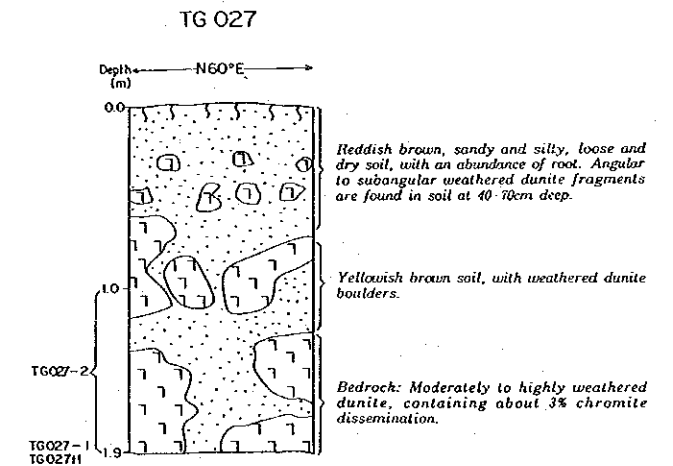 TG 027
Depth N60°E
(m)
0.0
Reddish brown, sandy and silty, loose and
dry soil, with an abundance of root. Angular
to subangular weathered dunite fragments
are found in soil at 40-70cm deep.
Yellowish brown soil, with weathered dunite
boulders.
1.0
TG027-2
Bedrock: Moderately to highly weathered
dunite, containing about 3% chromite
dissemination.
TG027-1
1.9